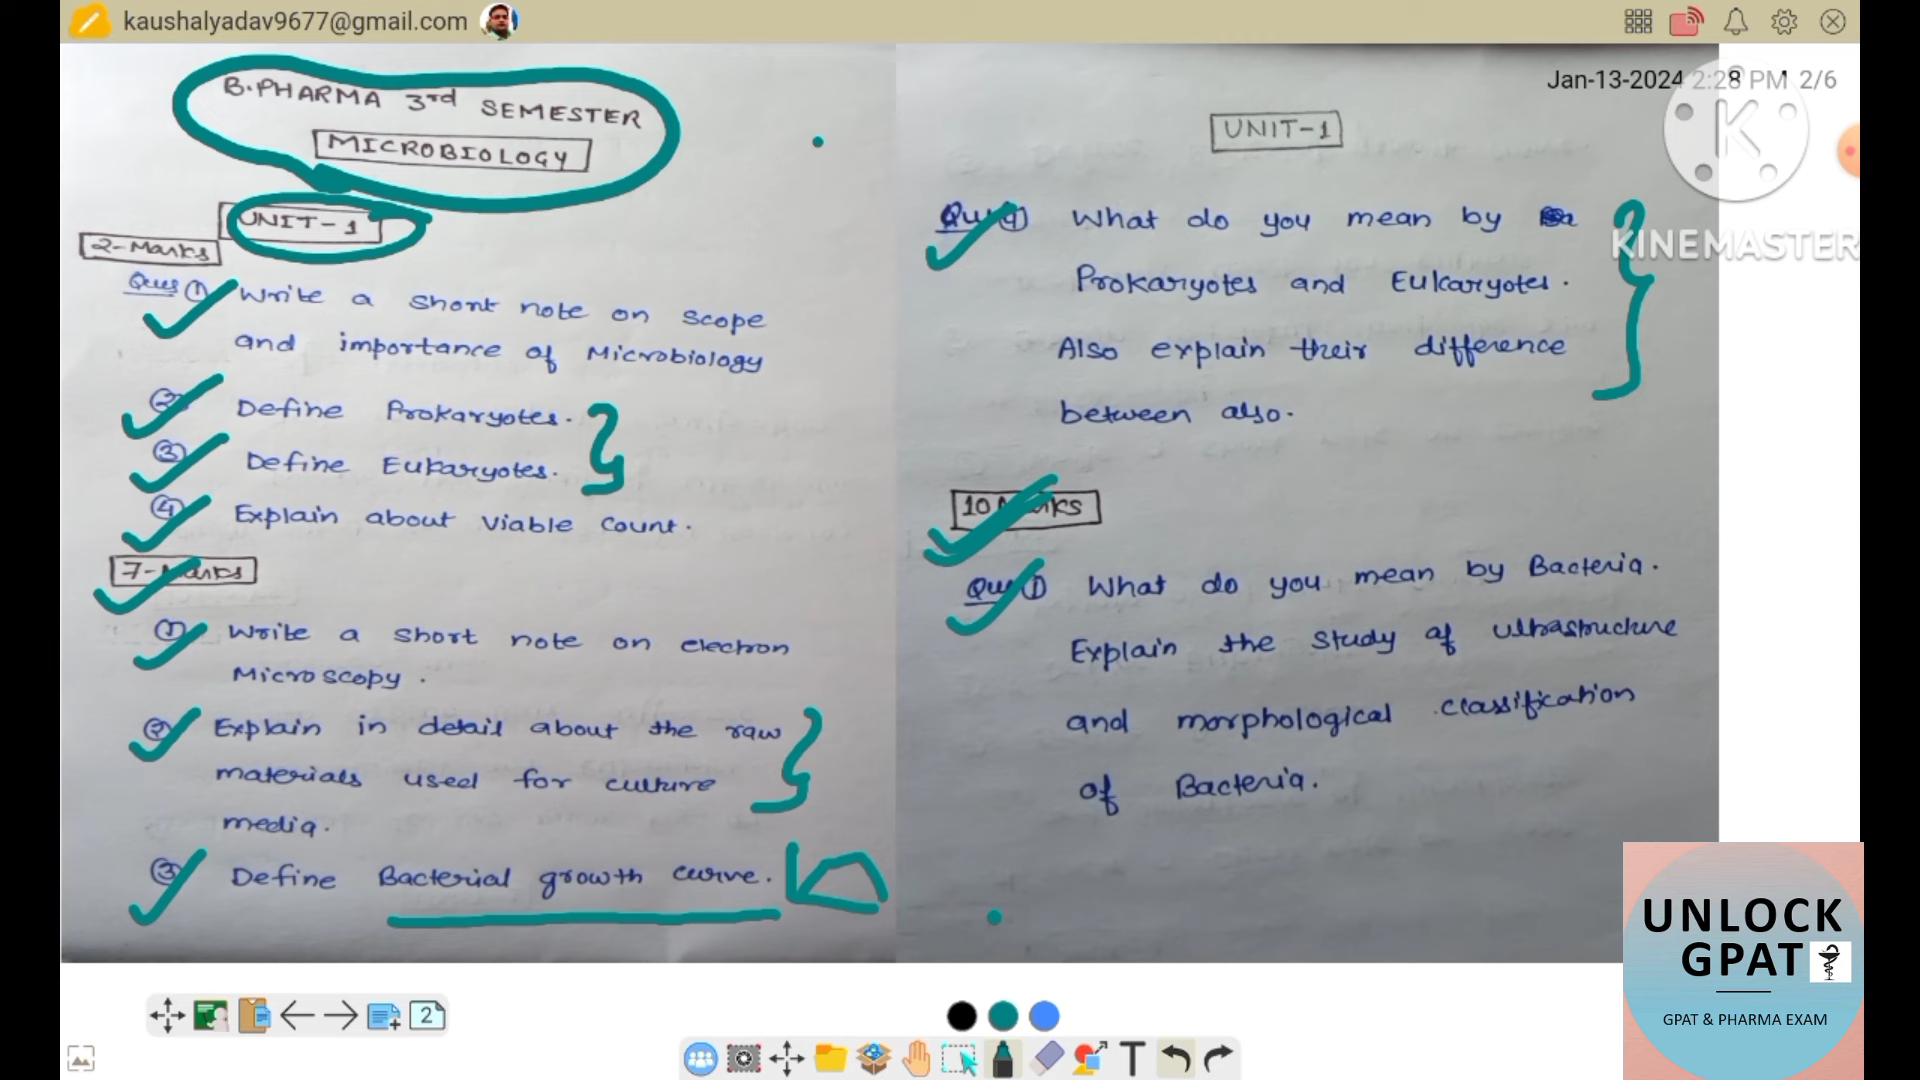 kaushalyadav9677@gmail.com
Jan-13-2024 2:28 PM 2/6
K
KINEMASTER
B.PHARMA 3rd SEMESTER
MICROBIOLOGY
UNIT-1
2-Marks
Ques ① Write a short note on scope
and importance of Microbiology
② Define Prokaryotes.
③ Define Eukaryotes.
④ Explain about viable count.
7-Marks
① Write a short note on electron
Microscopy.
② Explain in detail about the raw
materials used for culture
media.
③ Define Bacterial growth curve.
UNIT-1
Que ④ What do you mean by
Prokaryotes and Eukaryotes.
Also explain their difference
between also.
10 Marks
Que ① What do you mean by Bacteria.
Explain the study of ultrastructure
and morphological classification
of Bacteria.
UNLOCK
GPAT
GPAT & PHARMA EXAM
2
T